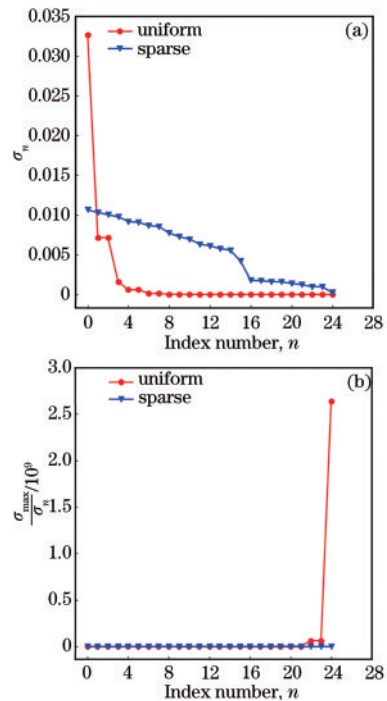 (a)
uniform
sparse
0.035
0.030
0.025
0.020
0.015
0.010
0.005
0
σn
0 4 8 12 16 20 24 28
Index number, n
(b)
uniform
sparse
3.0
2.5
2.0
1.5
1.0
0.5
0
σmax/σn/10⁹
0 4 8 12 16 20 24 28
Index number, n